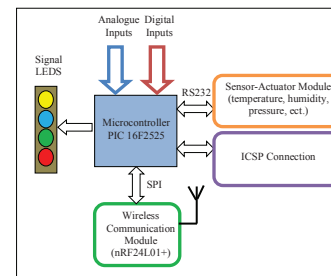 Analogue
Inputs
Digital
Inputs
Signal
LEDS
RS232
Microcontroller
PIC 16F2525
Sensor-Actuator Module
(temperature, humidity,
pressure, ect.)
ICSP Connection
SPI
Wireless
Communication
Module
(nRF24L01+)